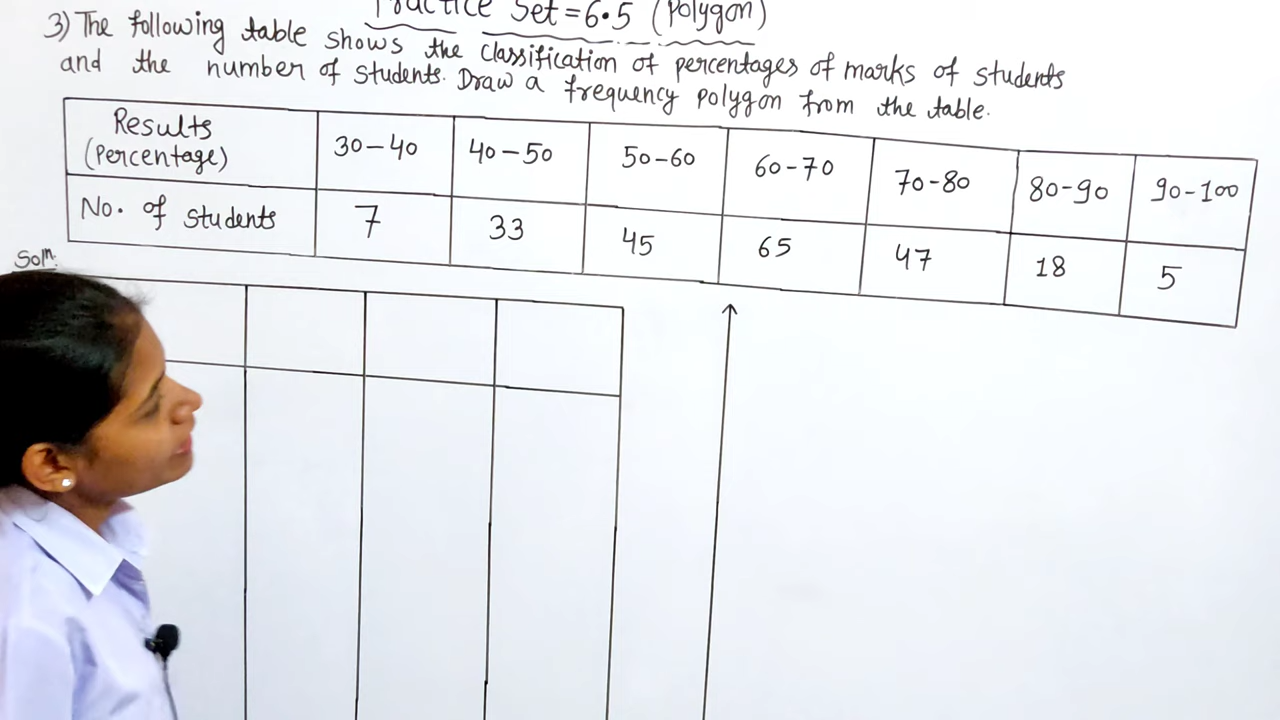 Practice Set = 6.5 (Polygon)
3) The following table shows the classification of percentages of marks of students
and the number of students. Draw a frequency polygon from the table.
Results (Percentage) 30-40 40-50 50-60 60-70 70-80 80-90 90-100
No. of students 7 33 45 65 47 18 5
Soln: